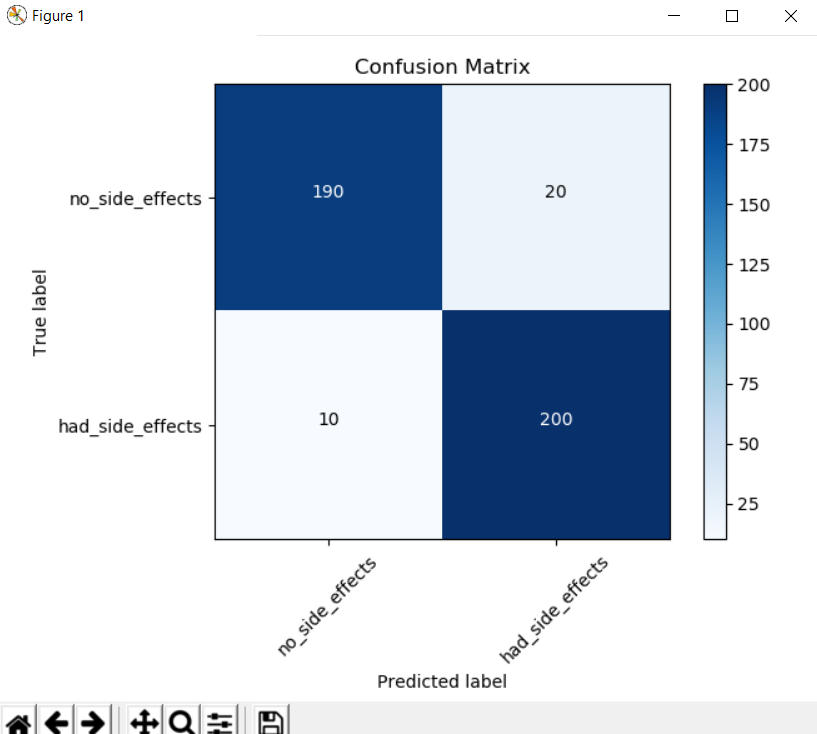 Figure 1
Confusion Matrix
200
175
150
125
100
75
50
25
True label
no_side_effects
had_side_effects
190
20
10
200
no_side_effects
had_side_effects
Predicted label